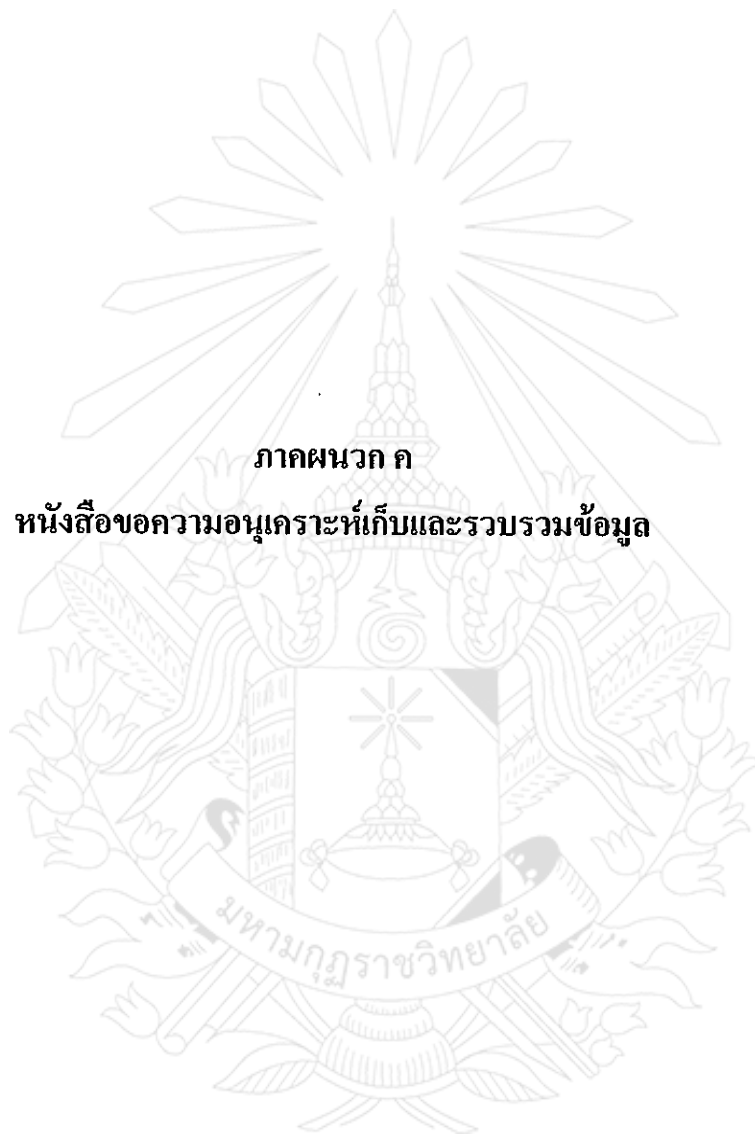 ภาคผนวก ค
หนังสือขอความอนุเคราะห์เก็บและรวบรวมข้อมูล
มหามกุฏราชวิทยาลัย